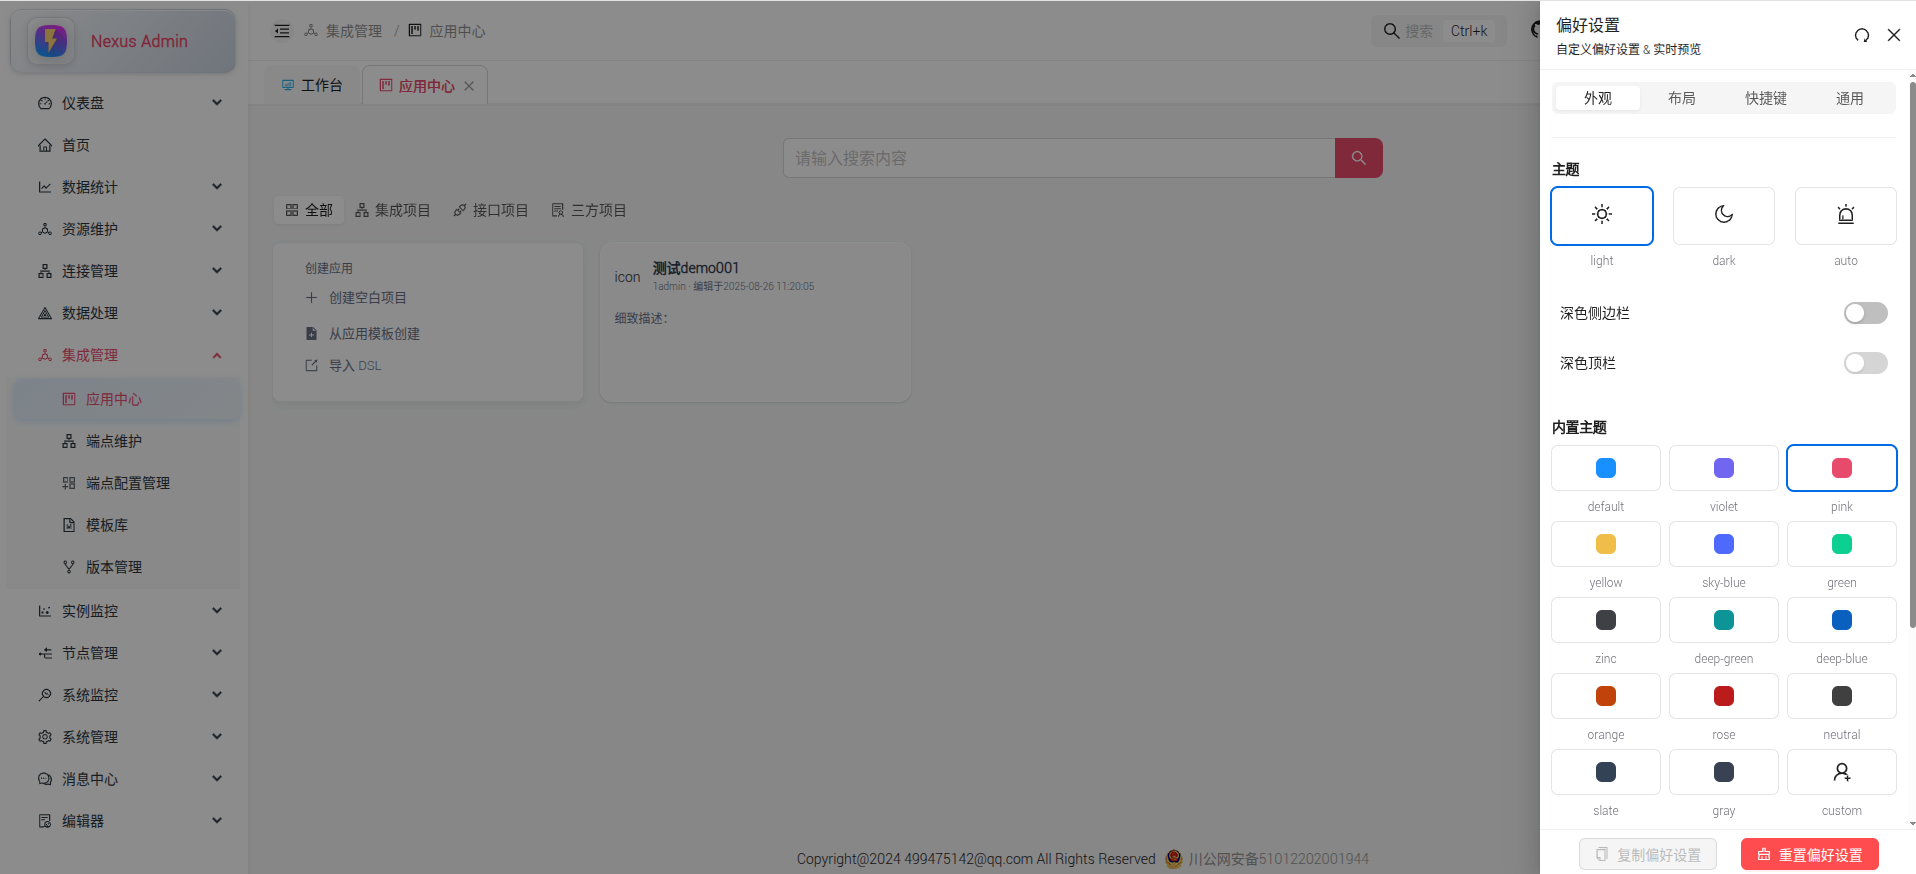 Nexus Admin
仪表盘
首页
数据统计
资源维护
连接管理
数据处理
集成管理
应用中心
端点维护
端点配置管理
模板库
版本管理
实例监控
节点管理
系统监控
系统管理
消息中心
编辑器
集成管理 / 应用中心
搜索 Ctrl+k
工作台
应用中心
请输入搜索内容
全部 集成项目 接口项目 三方项目
创建应用
创建空白项目
从应用模板创建
导入 DSL
icon
测试demo001
1admin · 编辑于2025-08-26 11:20:05
细致描述：
Copyright@2024 499475142@qq.com All Rights Reserved 川公网安备51012202001944
偏好设置
自定义偏好设置 & 实时预览
外观 布局 快捷键 通用
主题
light dark auto
深色侧边栏
深色顶栏
内置主题
default violet pink
yellow sky-blue green
zinc deep-green deep-blue
orange rose neutral
slate gray custom
复制偏好设置 重置偏好设置